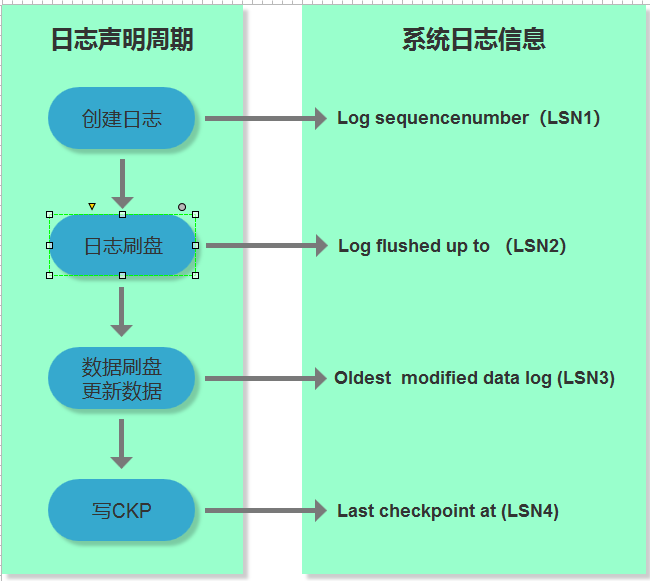 日志声明周期
系统日志信息
创建日志
Log sequencenumber（LSN1）
日志刷盘
Log flushed up to （LSN2）
数据刷盘
更新数据
Oldest modified data log (LSN3)
写CKP
Last checkpoint at (LSN4)